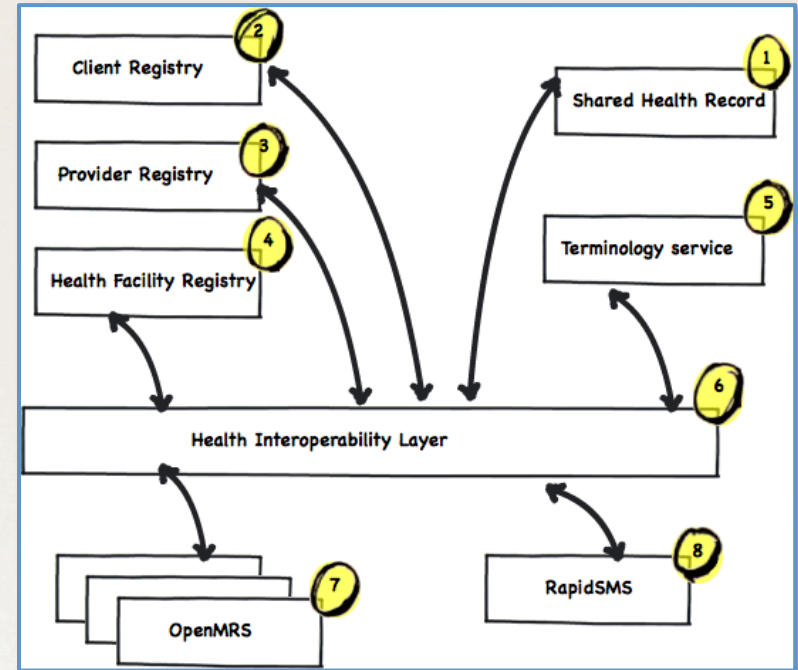 2
Client Registry
1
Shared Health Record
3
Provider Registry
5
Terminology service
4
Health Facility Registry
6
Health Interoperability Layer
7
OpenMRS
8
RapidSMS